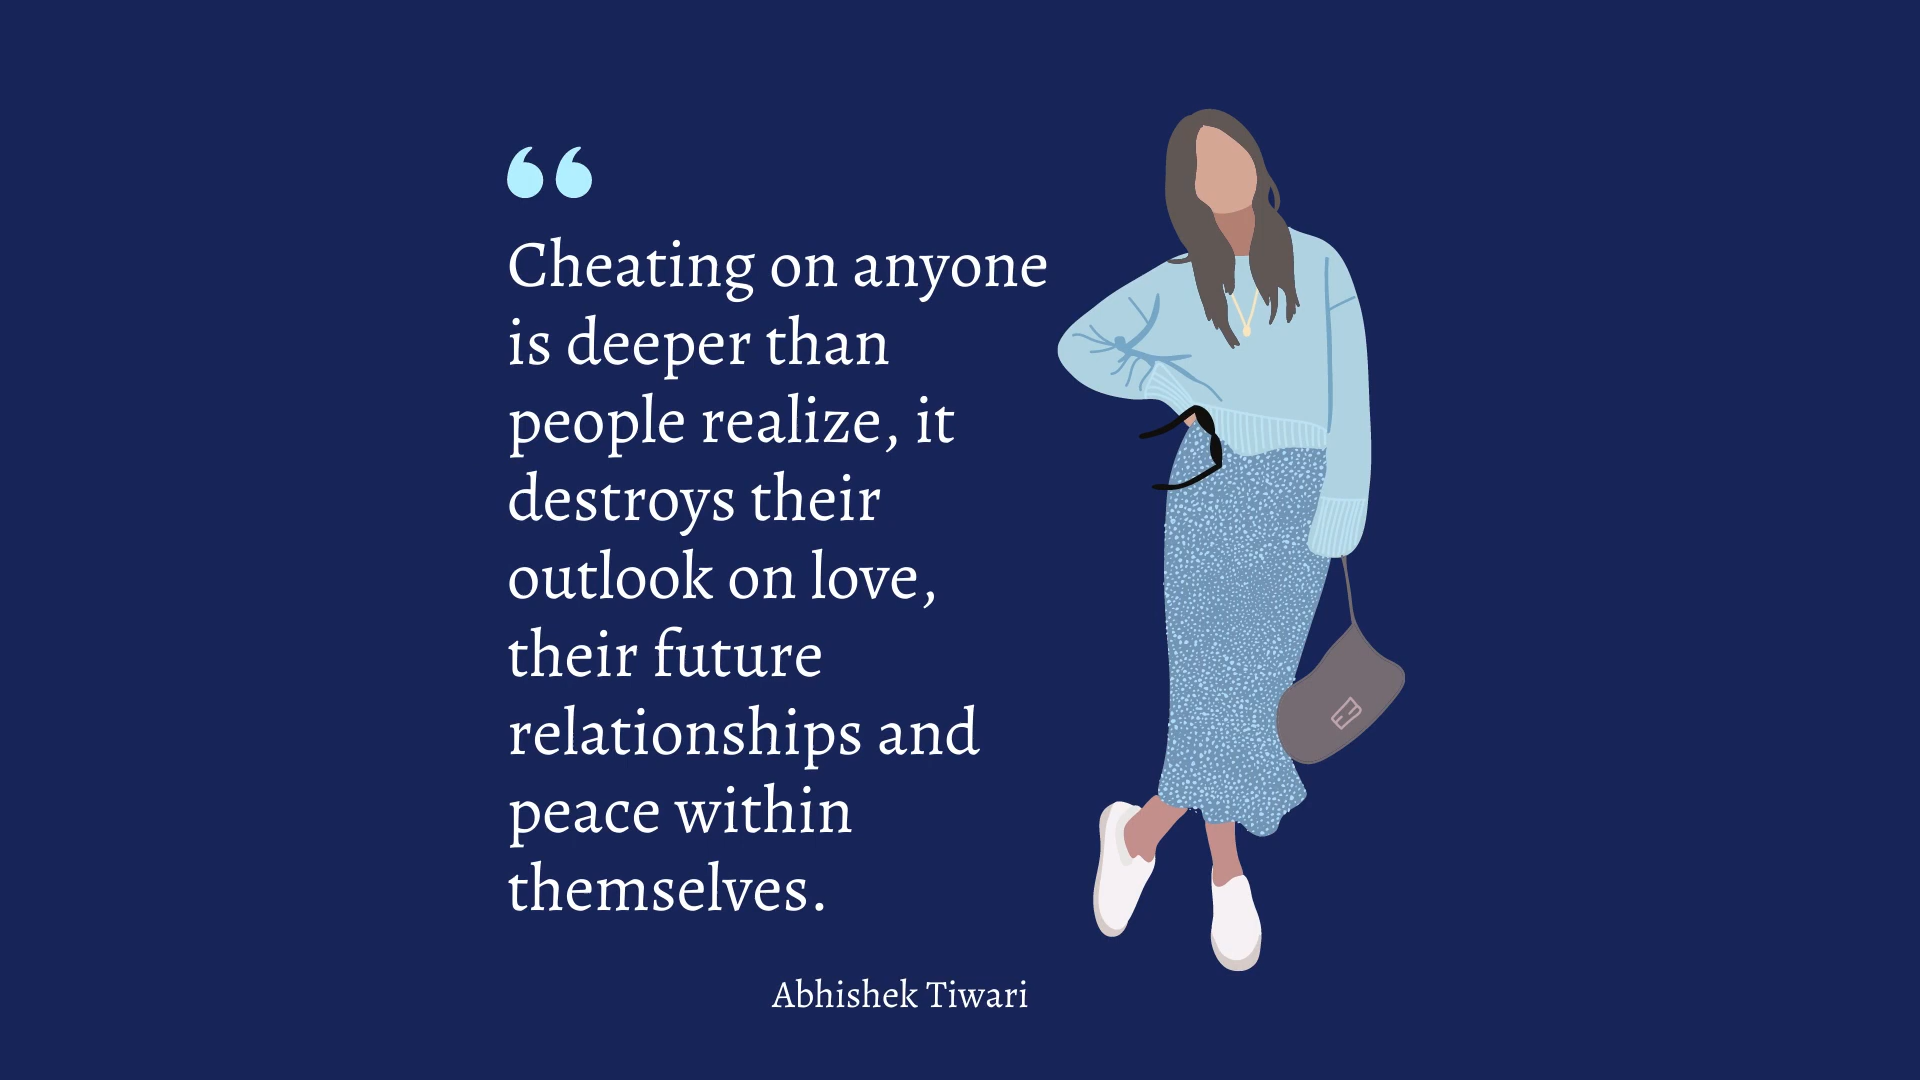 “
Cheating on anyone
is deeper than
people realize, it
destroys their
outlook on love,
their future
relationships and
peace within
themselves.
Abhishek Tiwari